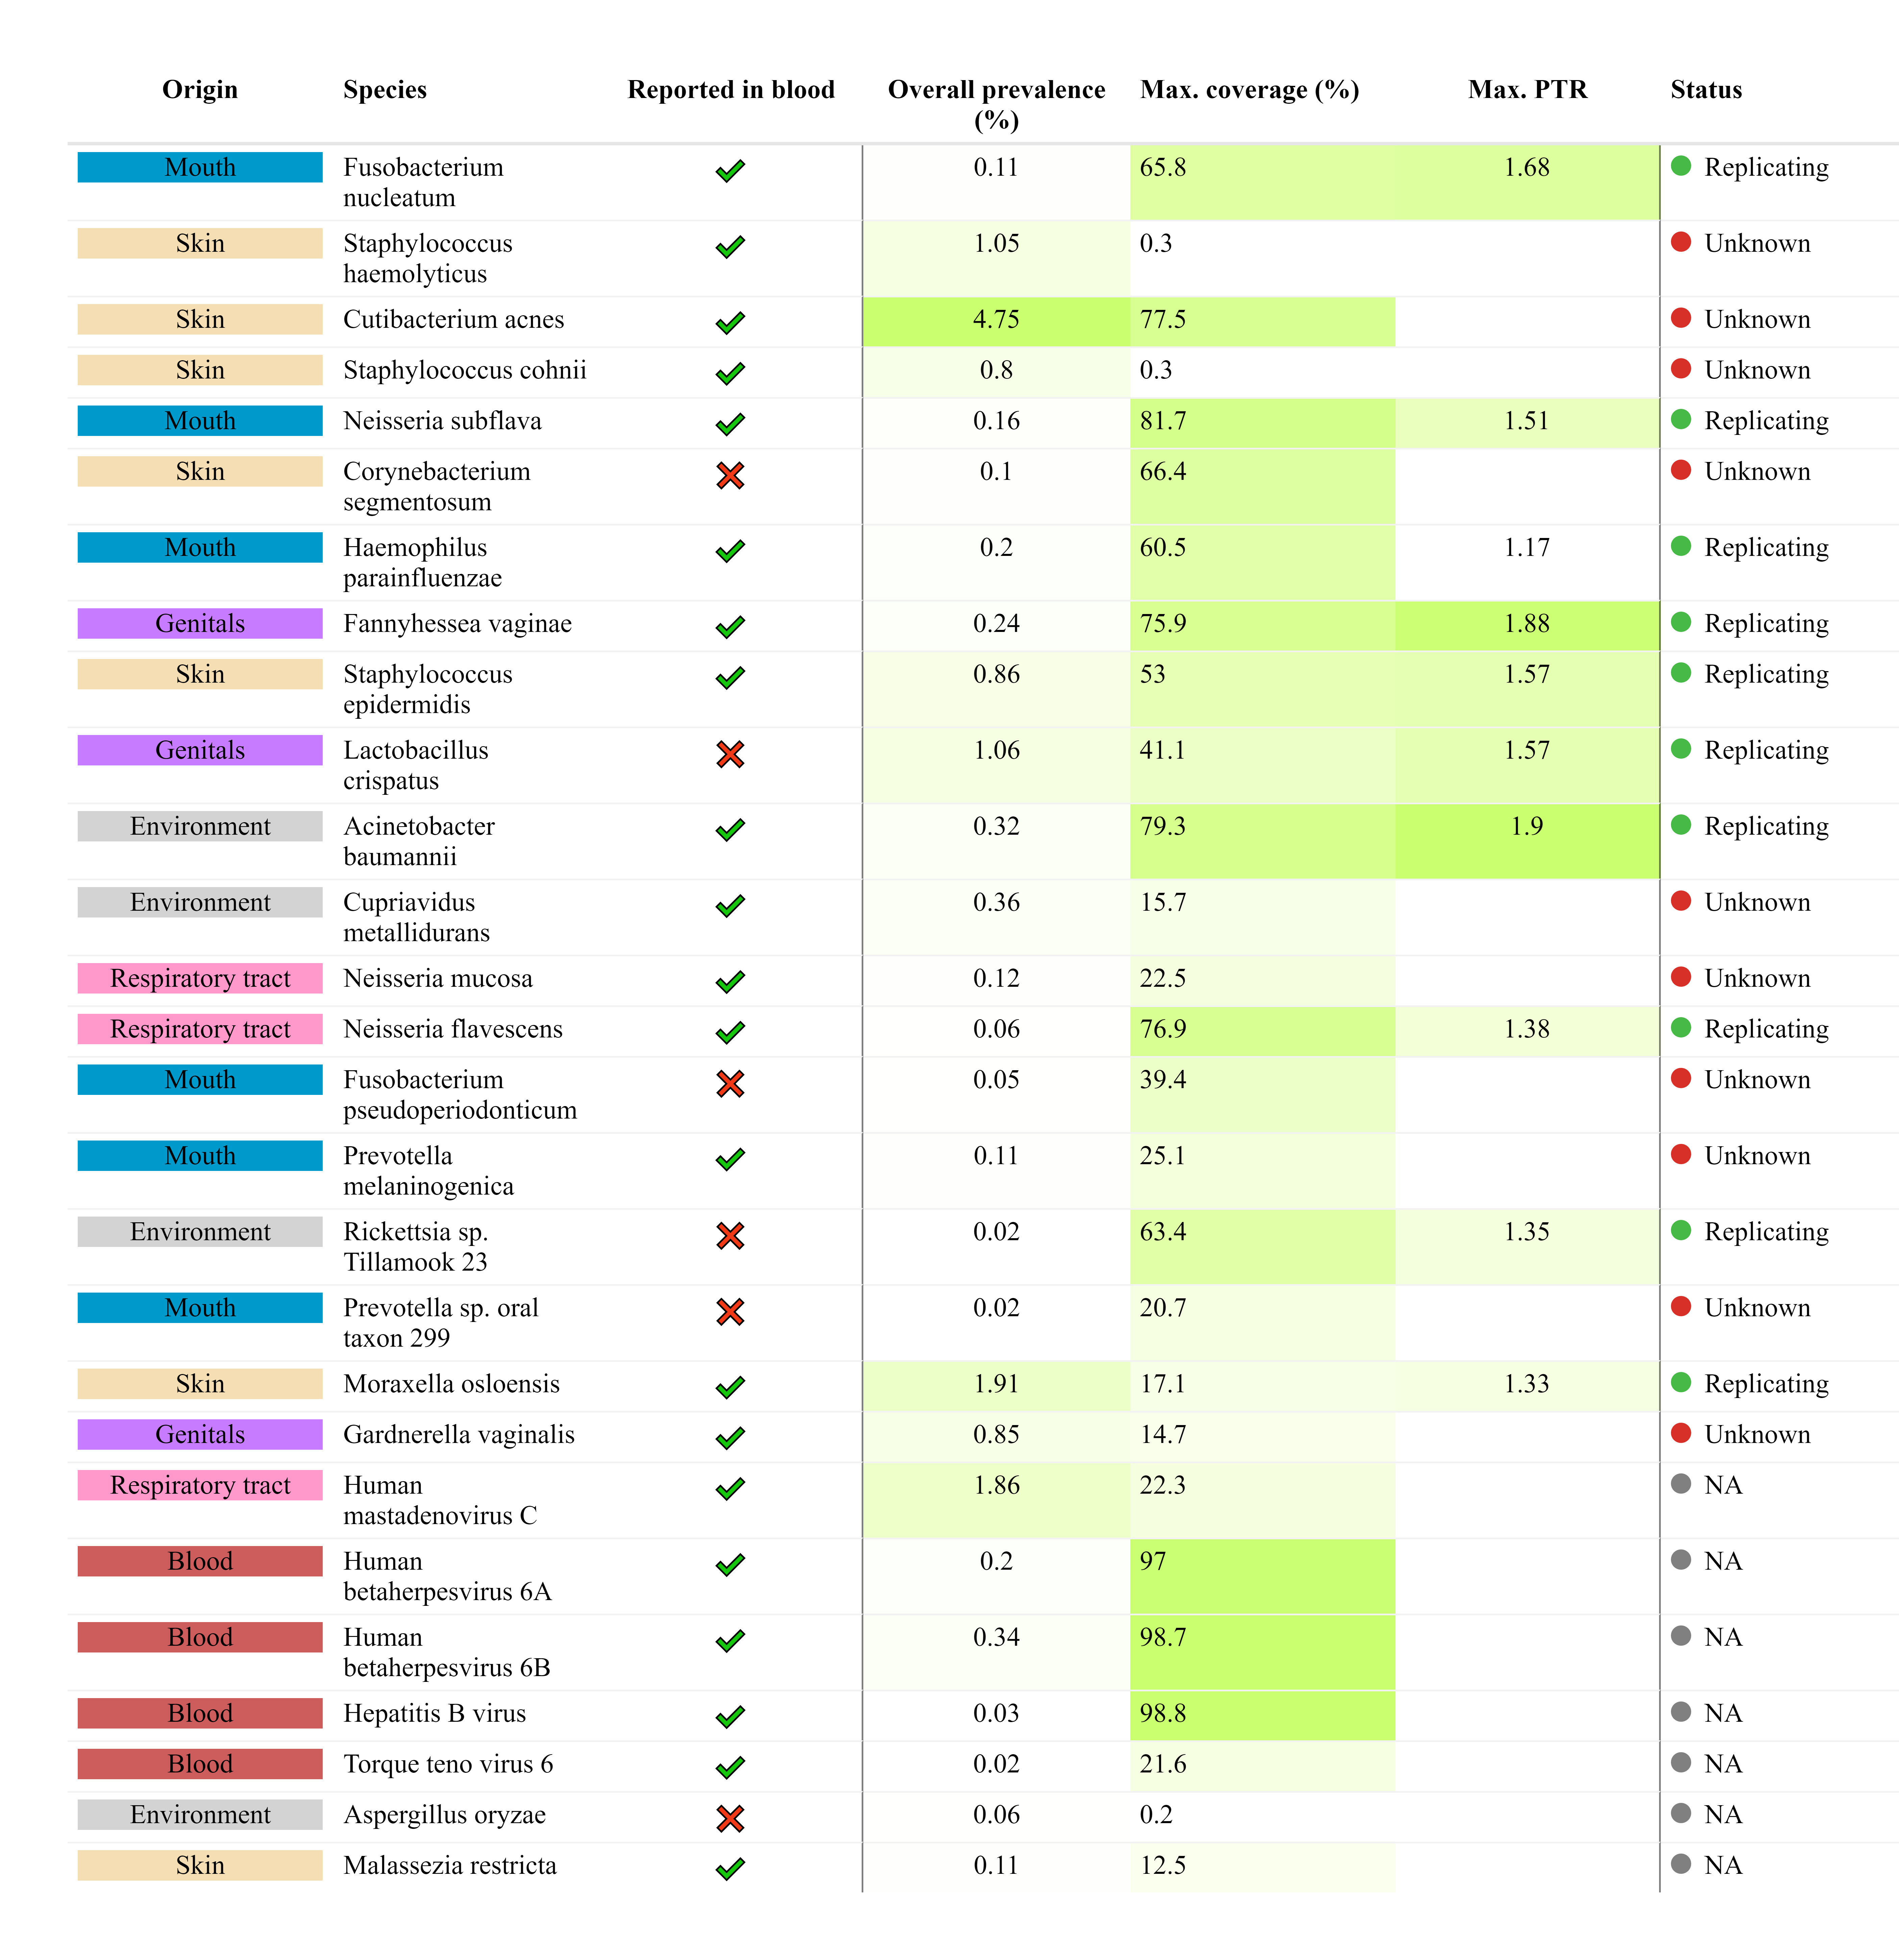 Origin Species Reported in blood Overall prevalence (%) Max. coverage (%) Max. PTR Status
Mouth Fusobacterium nucleatum 0.11 65.8 1.68 Replicating
Skin Staphylococcus haemolyticus 1.05 0.3 Unknown
Skin Cutibacterium acnes 4.75 77.5 Unknown
Skin Staphylococcus cohnii 0.8 0.3 Unknown
Mouth Neisseria subflava 0.16 81.7 1.51 Replicating
Skin Corynebacterium segmentosum 0.1 66.4 Unknown
Mouth Haemophilus parainfluenzae 0.2 60.5 1.17 Replicating
Genitals Fannyhessea vaginae 0.24 75.9 1.88 Replicating
Skin Staphylococcus epidermidis 0.86 53 1.57 Replicating
Genitals Lactobacillus crispatus 1.06 41.1 1.57 Replicating
Environment Acinetobacter baumannii 0.32 79.3 1.9 Replicating
Environment Cupriavidus metallidurans 0.36 15.7 Unknown
Respiratory tract Neisseria mucosa 0.12 22.5 Unknown
Respiratory tract Neisseria flavescens 0.06 76.9 1.38 Replicating
Mouth Fusobacterium pseudoperiodonticum 0.05 39.4 Unknown
Mouth Prevotella melaninogenica 0.11 25.1 Unknown
Environment Rickettsia sp. Tillamook 23 0.02 63.4 1.35 Replicating
Mouth Prevotella sp. oral taxon 299 0.02 20.7 Unknown
Skin Moraxella osloensis 1.91 17.1 1.33 Replicating
Genitals Gardnerella vaginalis 0.85 14.7 Unknown
Respiratory tract Human mastadenovirus C 1.86 22.3 NA
Blood Human betaherpesvirus 6A 0.2 97 NA
Blood Human betaherpesvirus 6B 0.34 98.7 NA
Blood Hepatitis B virus 0.03 98.8 NA
Blood Torque teno virus 6 0.02 21.6 NA
Environment Aspergillus oryzae 0.06 0.2 NA
Skin Malassezia restricta 0.11 12.5 NA